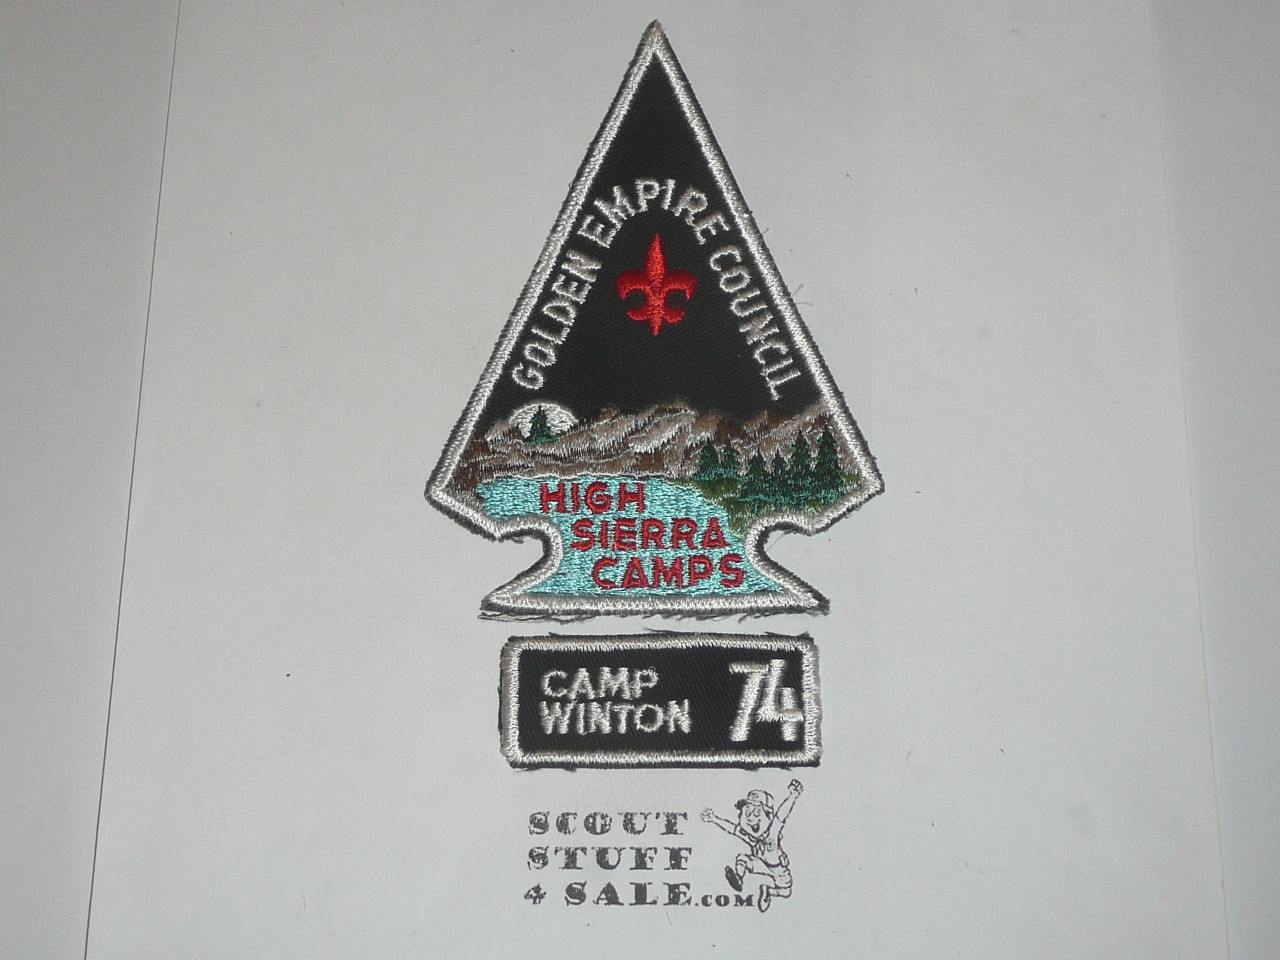 GOLDEN EMPIRE COUNCIL
HIGH
SIERRA
CAMPS
CAMP
WINTON
74
SCOUT
STUFF
4 SALE.COM